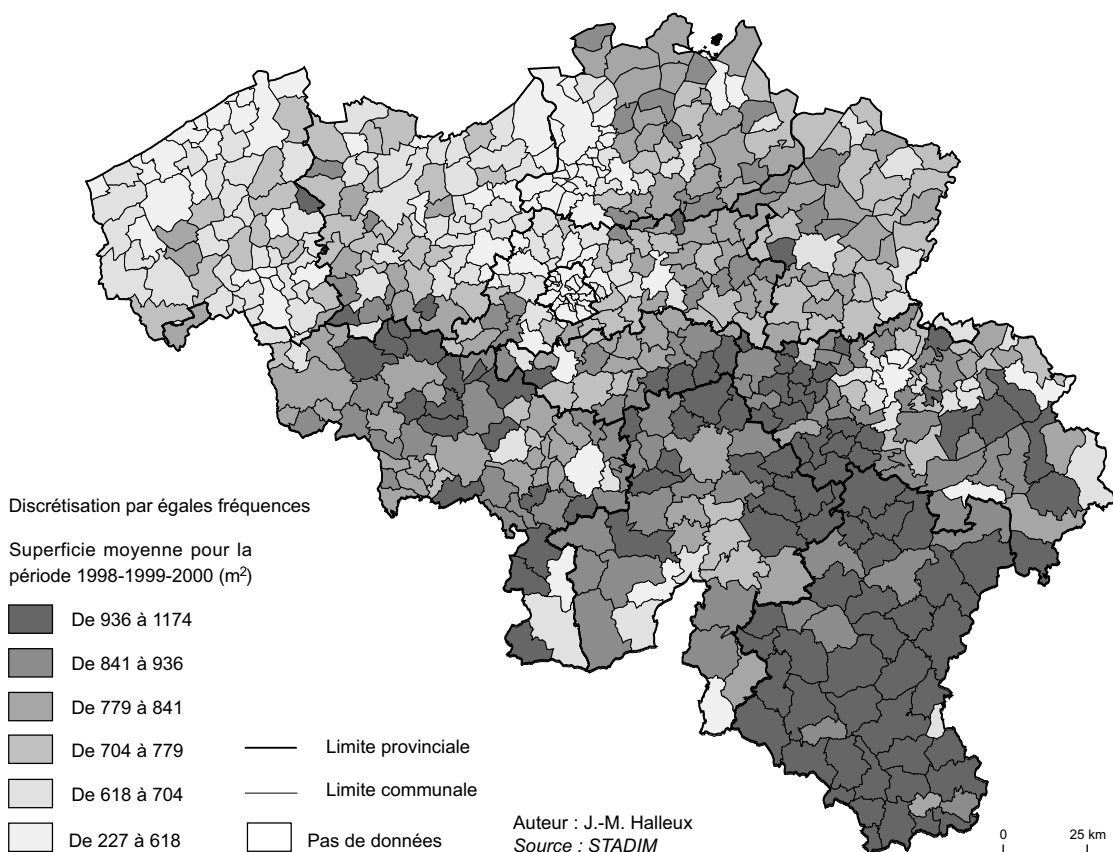 Discrétisation par égales fréquences
Superficie moyenne pour la
période 1998-1999-2000 (m²)
De 936 à 1174
De 841 à 936
De 779 à 841
De 704 à 779
De 618 à 704
De 227 à 618
Limite provinciale
Limite communale
Pas de données
Auteur : J.-M. Halleux
Source : STADIM
0 25 km